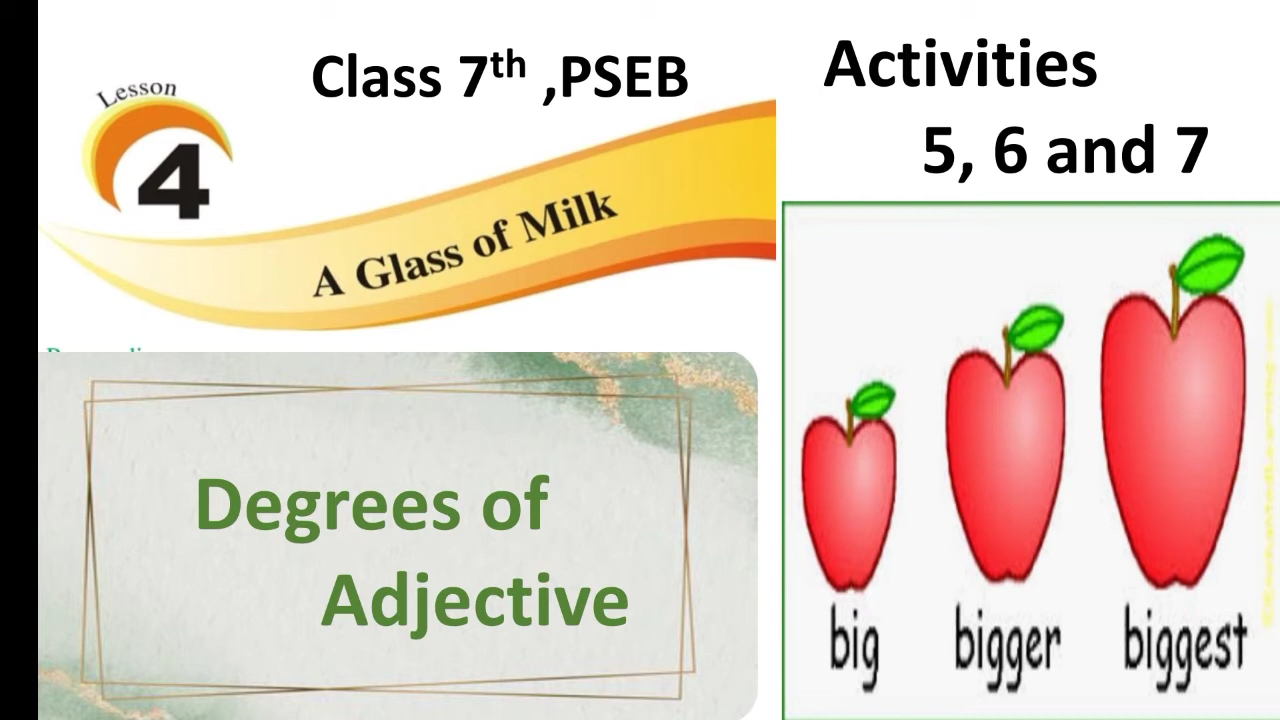 Class 7th ,PSEB
Lesson
4
A Glass of Milk
Activities
5, 6 and 7
Degrees of
Adjective
big bigger biggest